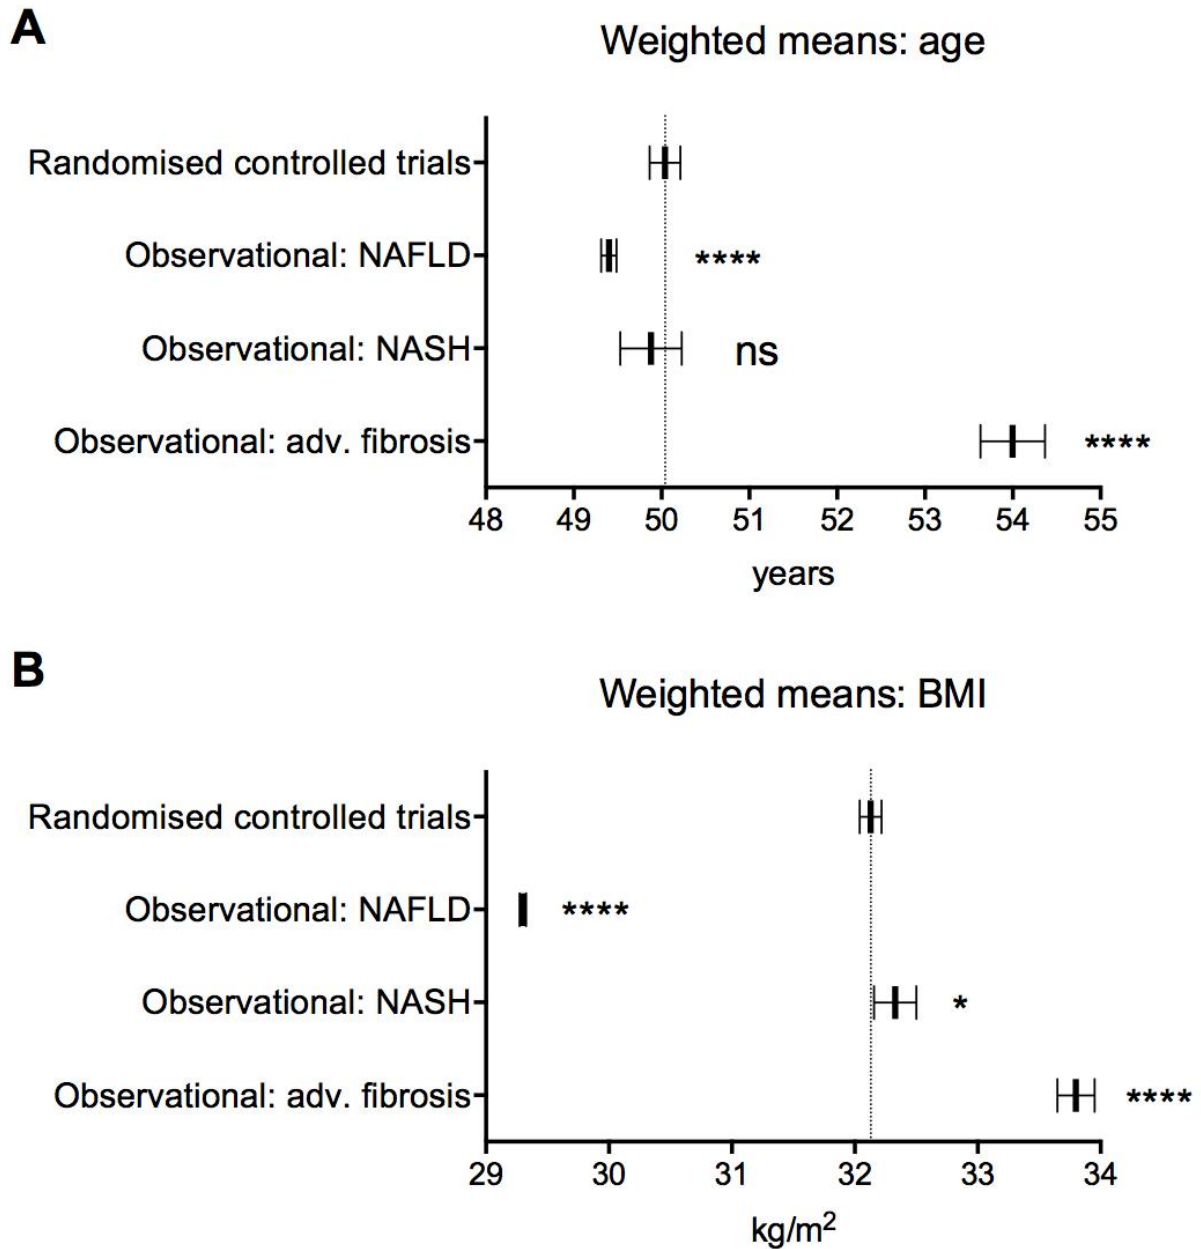 A
Weighted means: age
Randomised controlled trials
Observational: NAFLD ****
Observational: NASH ns
Observational: adv. fibrosis ****
48 49 50 51 52 53 54 55
years
B
Weighted means: BMI
Randomised controlled trials
Observational: NAFLD ****
Observational: NASH *
Observational: adv. fibrosis ****
29 30 31 32 33 34
kg/m²